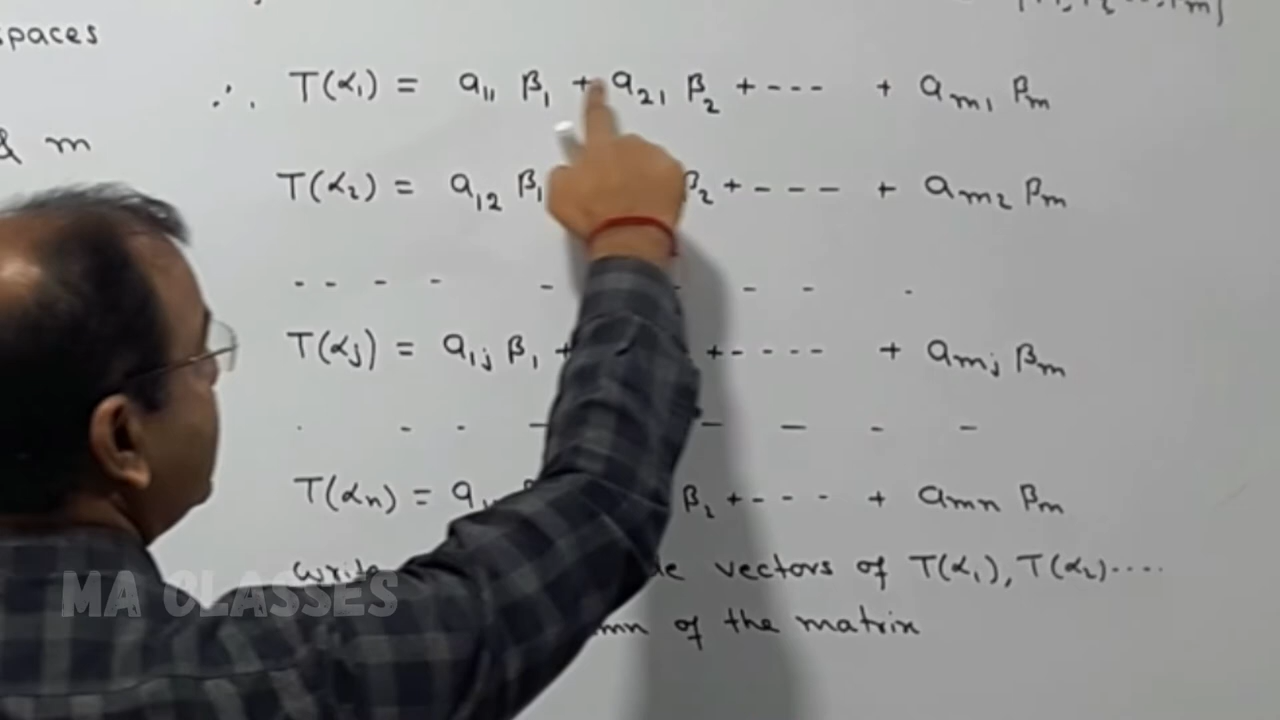 spaces
∴ T(α₁) = a₁₁ β₁ + a₂₁ β₂ + --- + aₘ₁ βₘ
& m
T(α₂) = a₁₂ β₁ β₂ + --- + aₘ₂ βₘ
T(αⱼ) = a₁ⱼ β₁ + +---- + aₘⱼ βₘ
T(αₙ) = a β₂ +--- + aₘₙ βₘ
write vectors of T(α₁), T(α₂)....
of the matrix
MA CLASSES